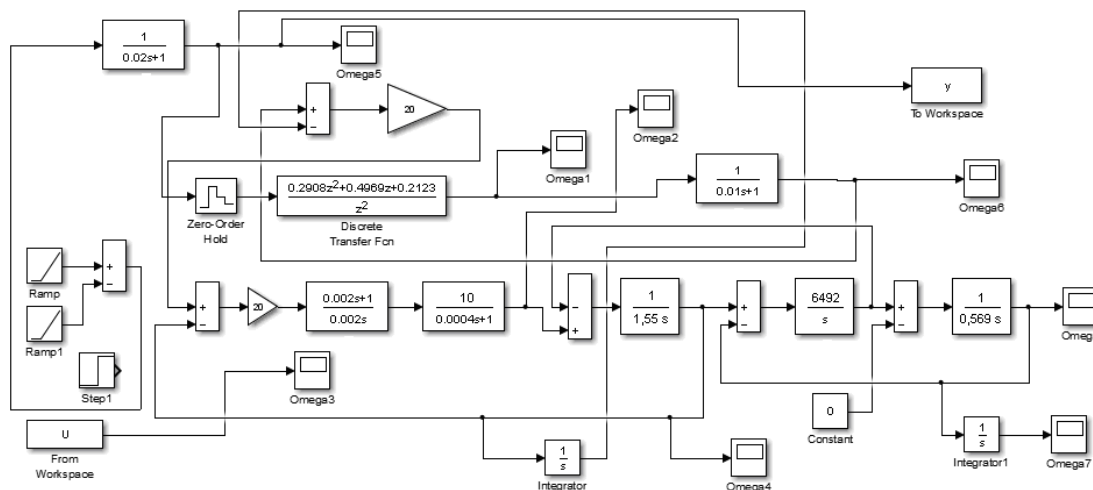 1
0.02s+1
Omega5
+
−
20
Omega2
y
To Workspace
Omega1
1
0.01s+1
Omega6
Zero-Order
Hold
0.2908z²+0.4969z+0.2123
z²
Discrete
Transfer Fcn
Ramp
+
−
Ramp1
Step1
+
−
20
0.002s+1
0.002s
10
0.0004s+1
−
+
1
1,55 s
+
−
6492
s
+
−
1
0,569 s
Omega
Omega3
U
From
Workspace
1
s
Integrator
Omega4
0
Constant
1
s
Integrator1
Omega7